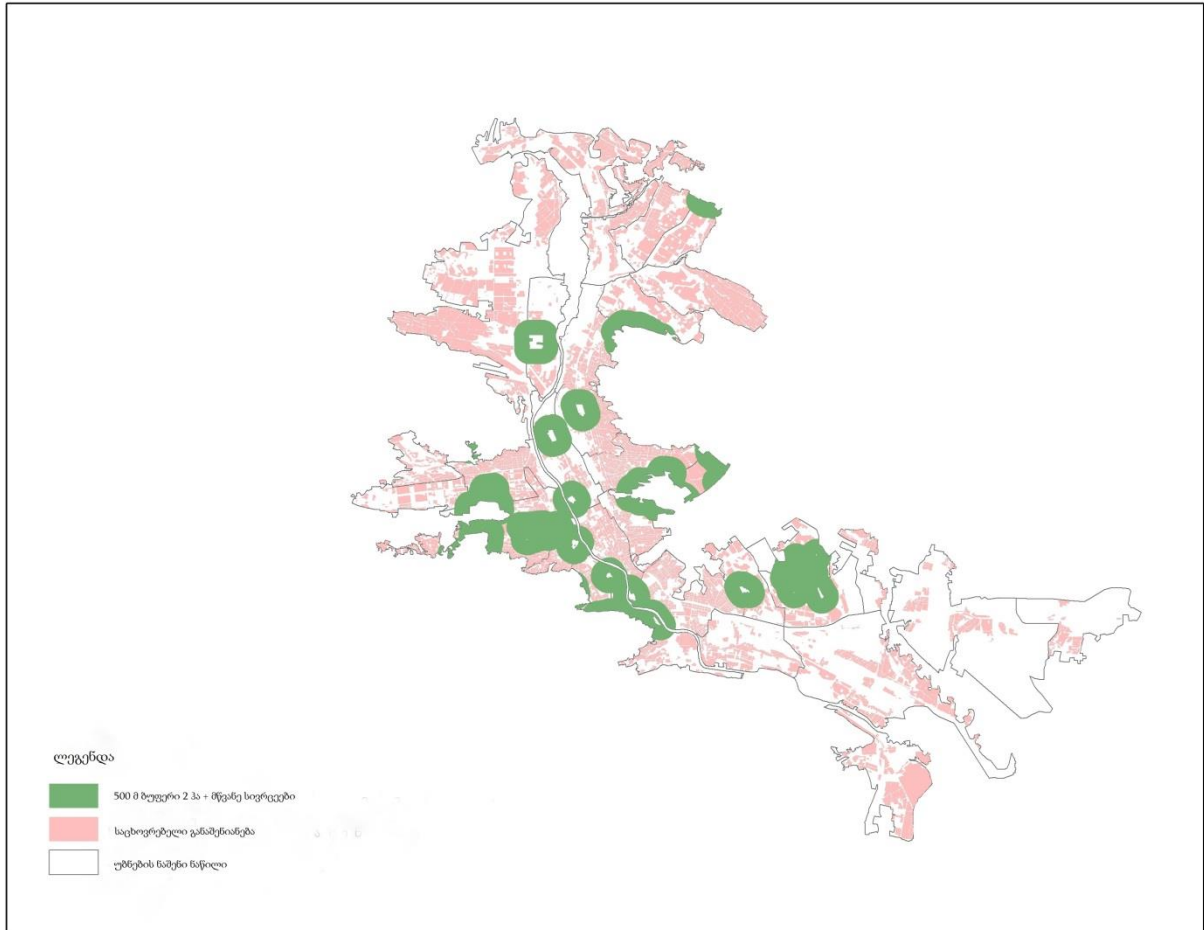 ლეგენდა
500 მ ბუფერი 2 ჰა + მწვანე სივრცეები
საცხოვრებელი განაშენიანება
უბნების ნაშენი ნაწილი